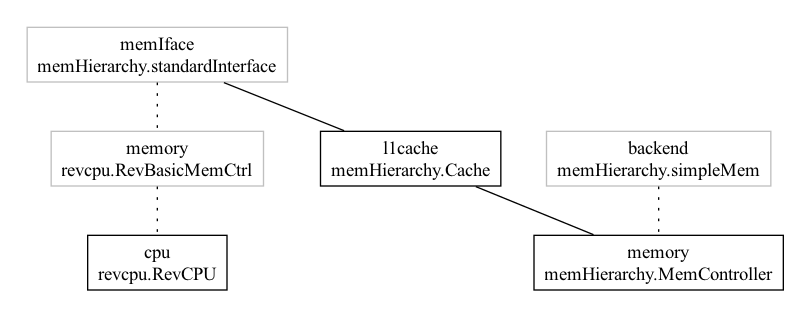 memIface
memHierarchy.standardInterface
memory
revcpu.RevBasicMemCtrl
l1cache
memHierarchy.Cache
backend
memHierarchy.simpleMem
cpu
revcpu.RevCPU
memory
memHierarchy.MemController